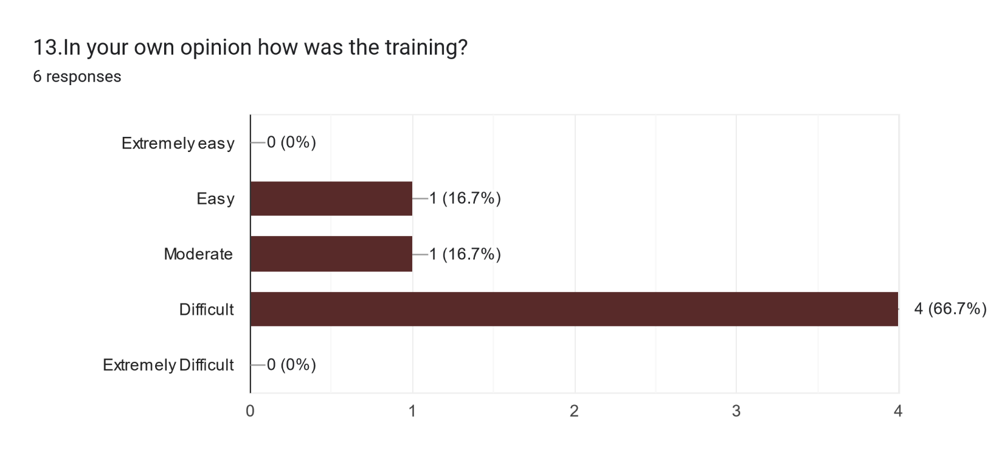 13.In your own opinion how was the training?
6 responses
Extremely easy
0 (0%)
Easy
1 (16.7%)
Moderate
1 (16.7%)
Difficult
4 (66.7%)
Extremely Difficult
0 (0%)
0 1 2 3 4